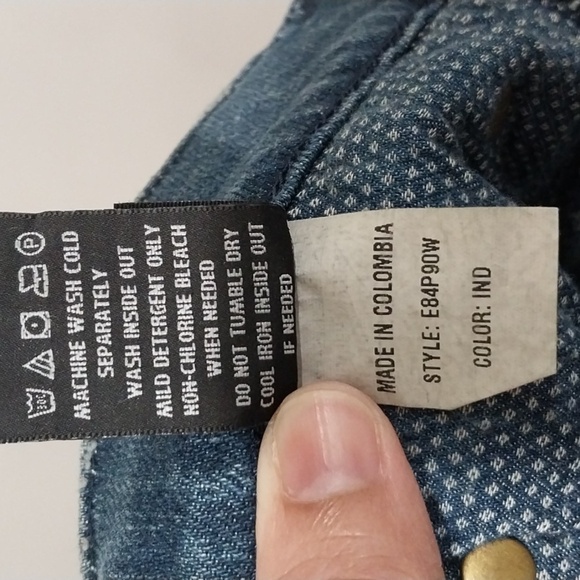 MACHINE WASH COLD
SEPARATELY
WASH INSIDE OUT
MILD DETERGENT ONLY
NON-CHLORINE BLEACH
WHEN NEEDED
DO NOT TUMBLE DRY
COOL IRON INSIDE OUT
IF NEEDED
MADE IN COLOMBIA
STYLE: E84P90W
COLOR: IND